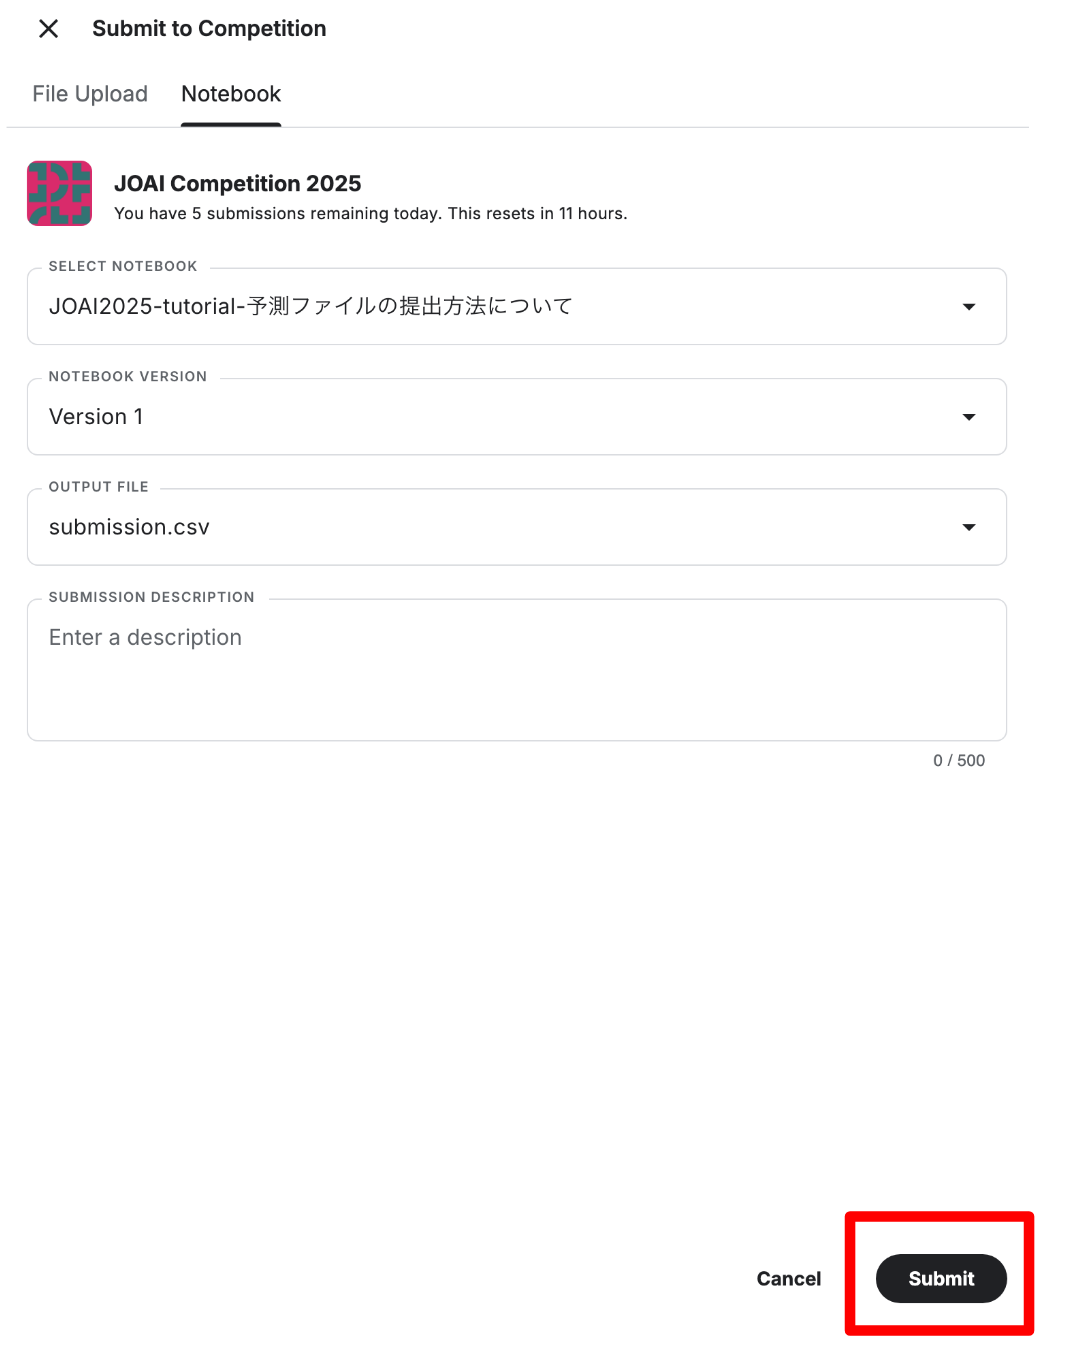 Submit to Competition
File Upload
Notebook
JOAI Competition 2025
You have 5 submissions remaining today. This resets in 11 hours.
SELECT NOTEBOOK
JOAI2025-tutorial-予測ファイルの提出方法について
NOTEBOOK VERSION
Version 1
OUTPUT FILE
submission.csv
SUBMISSION DESCRIPTION
Enter a description
0 / 500
Cancel
Submit